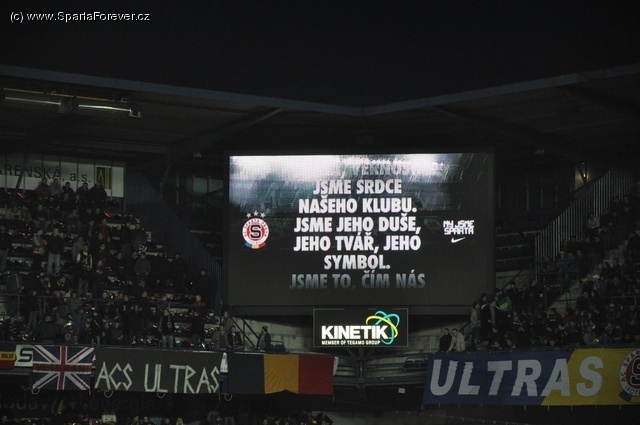 (c) www.SpartaForever.cz
VĚRNOST
JSME SRDCE
NAŠEHO KLUBU.
JSME JEHO DUŠE,
JEHO TVÁŘ, JEHO
SYMBOL.
JSME TO, ČÍM NÁS
MY JSME
SPARTA
KINETIK
MEMBER OF TEGAMO GROUP
ACS ULTRAS
ULTRAS